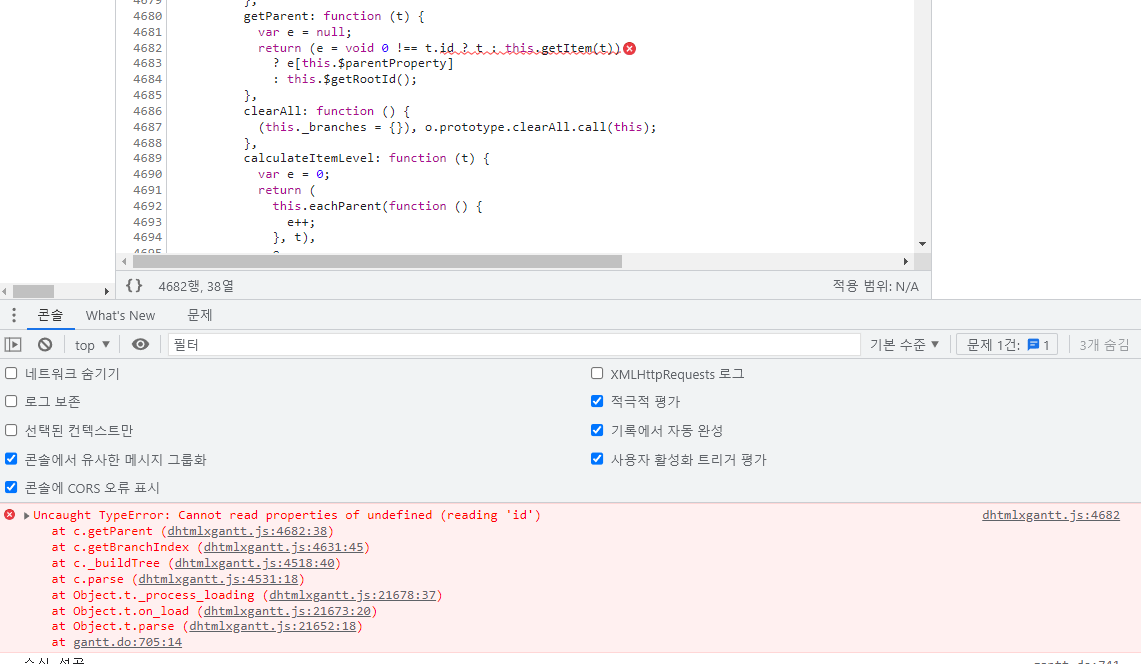 4679 },
4680 getParent: function (t) {
4681 var e = null;
4682 return (e = void 0 !== t.id ? t : this.getItem(t))
4683 ? e[this.$parentProperty]
4684 : this.$getRootId();
4685 },
4686 clearAll: function () {
4687 (this._branches = {}), o.prototype.clearAll.call(this);
4688 },
4689 calculateItemLevel: function (t) {
4690 var e = 0;
4691 return (
4692 this.eachParent(function () {
4693 e++;
4694 }, t),
4695
{} 4682행, 38열 적용 범위: N/A
콘솔 What's New 문제
top ▼ 필터 기본 수준 ▼ 문제 1건: 1 3개 숨김
네트워크 숨기기 XMLHttpRequests 로그
로그 보존 적극적 평가
선택된 컨텍스트만 기록에서 자동 완성
콘솔에서 유사한 메시지 그룹화 사용자 활성화 트리거 평가
콘솔에 CORS 오류 표시
Uncaught TypeError: Cannot read properties of undefined (reading 'id') dhtmlxgantt.js:4682
at c.getParent (dhtmlxgantt.js:4682:38)
at c.getBranchIndex (dhtmlxgantt.js:4631:45)
at c._buildTree (dhtmlxgantt.js:4518:40)
at c.parse (dhtmlxgantt.js:4531:18)
at Object.t._process_loading (dhtmlxgantt.js:21678:37)
at Object.t.on_load (dhtmlxgantt.js:21673:20)
at Object.t.parse (dhtmlxgantt.js:21652:18)
at gantt.do:705:14
수신 성공 gantt.do:741